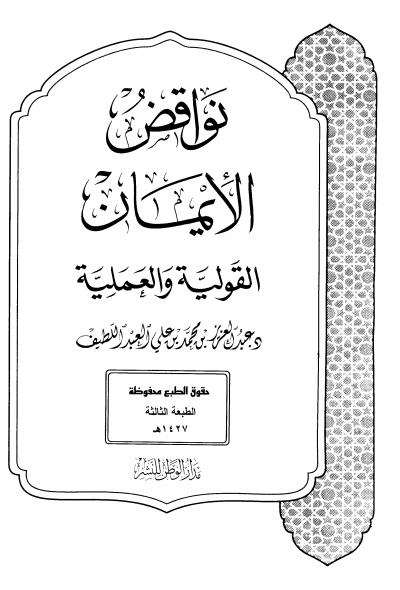 نواقض
الإيمان
القولية والعملية
د. عبد العزيز بن محمد بن علي العبد اللطيف
حقوق الطبع محفوظة
الطبعة الثالثة
١٤٢٧هـ
مدار الوطن للنشر